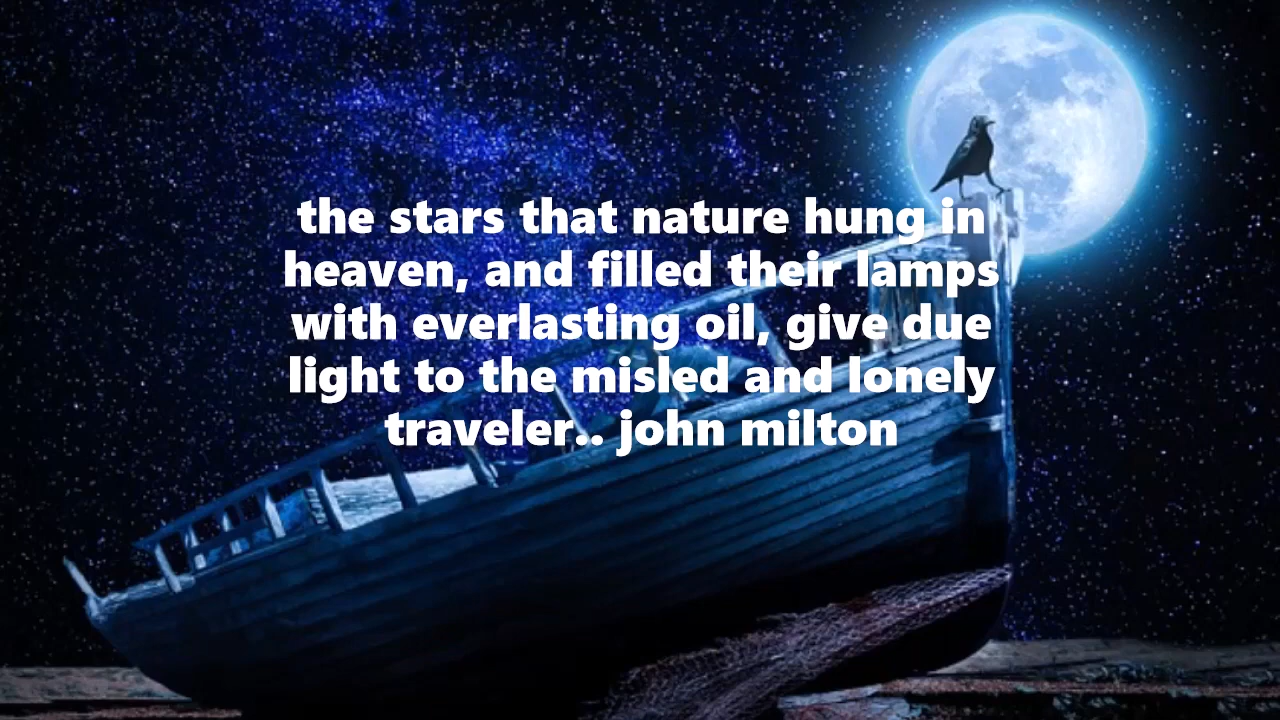 the stars that nature hung in
heaven, and filled their lamps
with everlasting oil, give due
light to the misled and lonely
traveler.. john milton